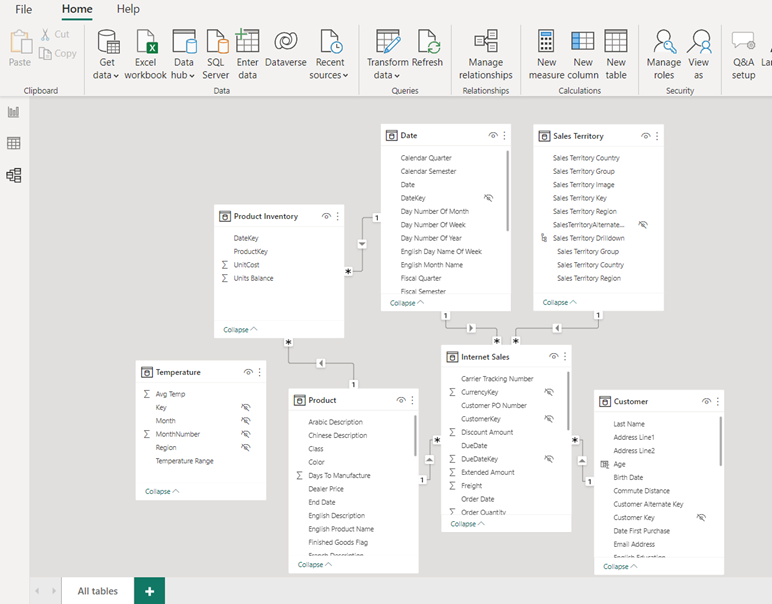 File Home Help
Paste
Cut
Copy
Get data
Excel workbook
Data hub
SQL Server
Enter data
Dataverse
Recent sources
Transform data
Refresh
Manage relationships
New measure
New column
New table
Manage roles
View as
Q&A setup
Clipboard
Data
Queries
Relationships
Calculations
Security
Date
Calendar Quarter
Calendar Semester
Date
DateKey
Day Number Of Month
Day Number Of Week
Day Number Of Year
English Day Name Of Week
English Month Name
Fiscal Quarter
Fiscal Semester
Collapse
Sales Territory
Sales Territory Country
Sales Territory Group
Sales Territory Image
Sales Territory Key
Sales Territory Region
SalesTerritoryAlternate...
Sales Territory Drilldown
Sales Territory Group
Sales Territory Country
Sales Territory Region
Collapse
Product Inventory
DateKey
ProductKey
∑ UnitCost
∑ Units Balance
Collapse
1
*
1
*
1
*
*
1
Temperature
∑ Avg Temp
Key
Month
∑ MonthNumber
Region
Temperature Range
Collapse
Product
Arabic Description
Chinese Description
Class
Color
∑ Days To Manufacture
Dealer Price
End Date
English Description
English Product Name
Finished Goods Flag
French Description
Collapse
1
*
Internet Sales
Carrier Tracking Number
∑ CurrencyKey
Customer PO Number
CustomerKey
∑ Discount Amount
DueDate
∑ DueDateKey
∑ Extended Amount
∑ Freight
Order Date
∑ Order Quantity
Collapse
*
1
Customer
Last Name
Address Line1
Address Line2
Age
Birth Date
Commute Distance
Customer Alternate Key
Customer Key
Date First Purchase
Email Address
English Education
Collapse
All tables
+